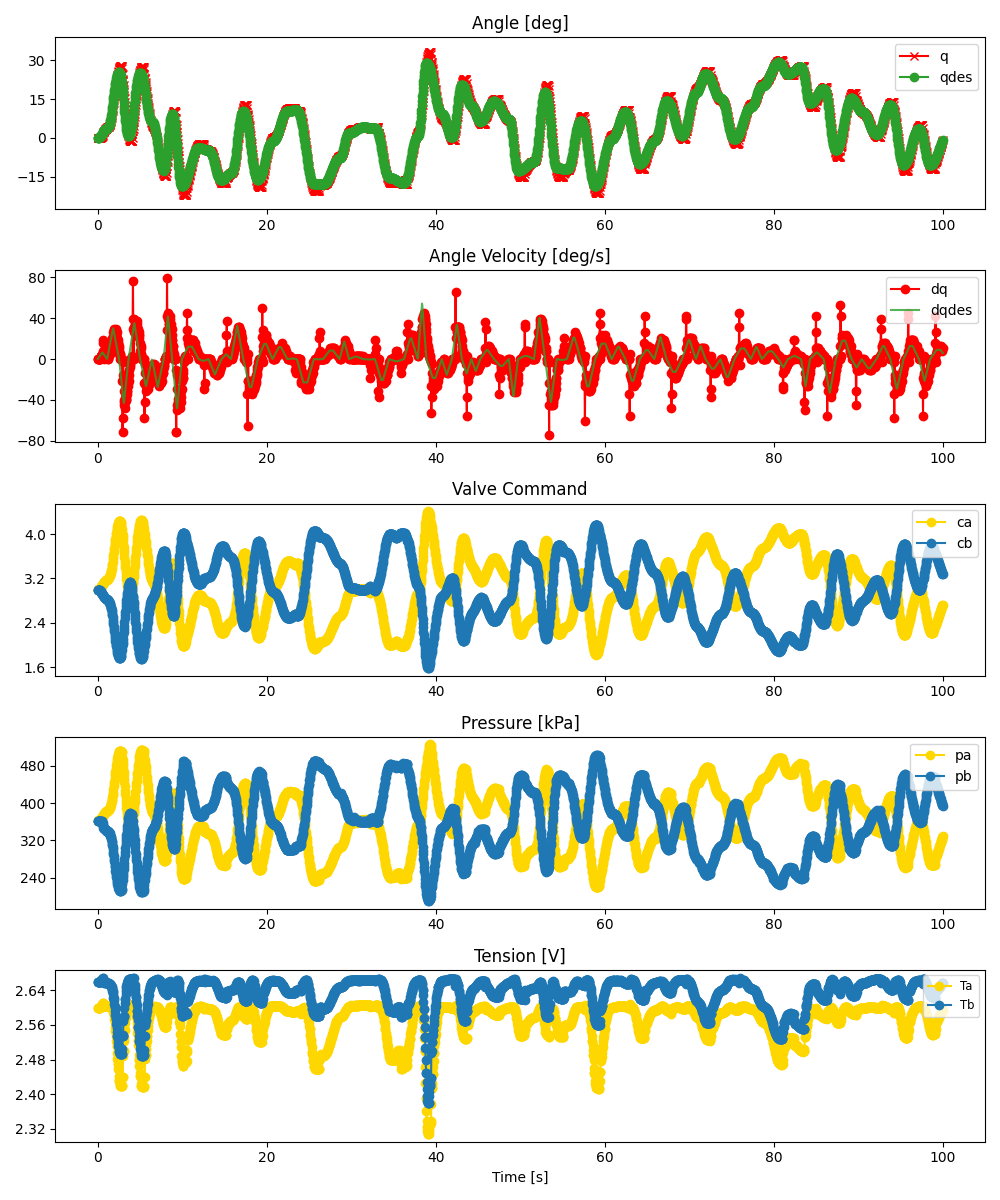 Angle [deg]
30
15
0
−15
q
qdes
0 20 40 60 80 100
Angle Velocity [deg/s]
80
40
0
−40
−80
dq
dqdes
0 20 40 60 80 100
Valve Command
4.0
3.2
2.4
1.6
ca
cb
0 20 40 60 80 100
Pressure [kPa]
480
400
320
240
pa
pb
0 20 40 60 80 100
Tension [V]
2.64
2.56
2.48
2.40
2.32
Ta
Tb
0 20 40 60 80 100
Time [s]